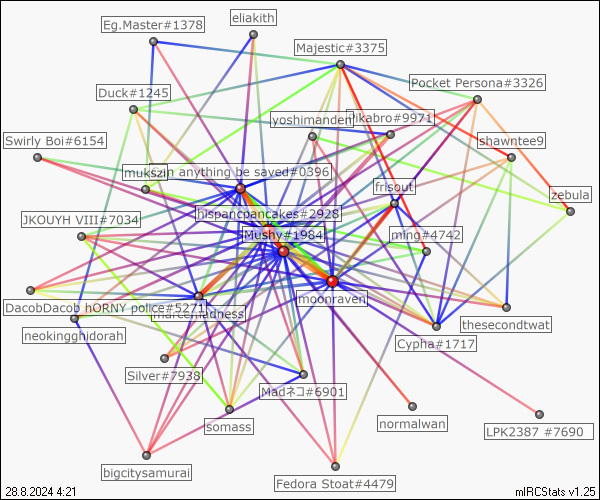 eliakith
Eg.Master#1378
Majestic#3375
Pocket Persona#3326
Duck#1245
yoshimanden
pikabro#9971
Swirly Boi#6154
shawntee9
mukszin anything be saved#0396
frisout
zebula
JKOUYH VIII#7034
hispancpancakes#2928
Mushy#1984
ming#4742
moonraven
DacobDacob hORNY police#5271
neokingghidorah
thesecondtwat
Cypha#1717
Silver#7938
Madネコ#6901
somass
normalwan
LPK2387 #7690
bigcitysamurai
Fedora Stoat#4479
28.8.2024 4:21
mIRCStats v1.25